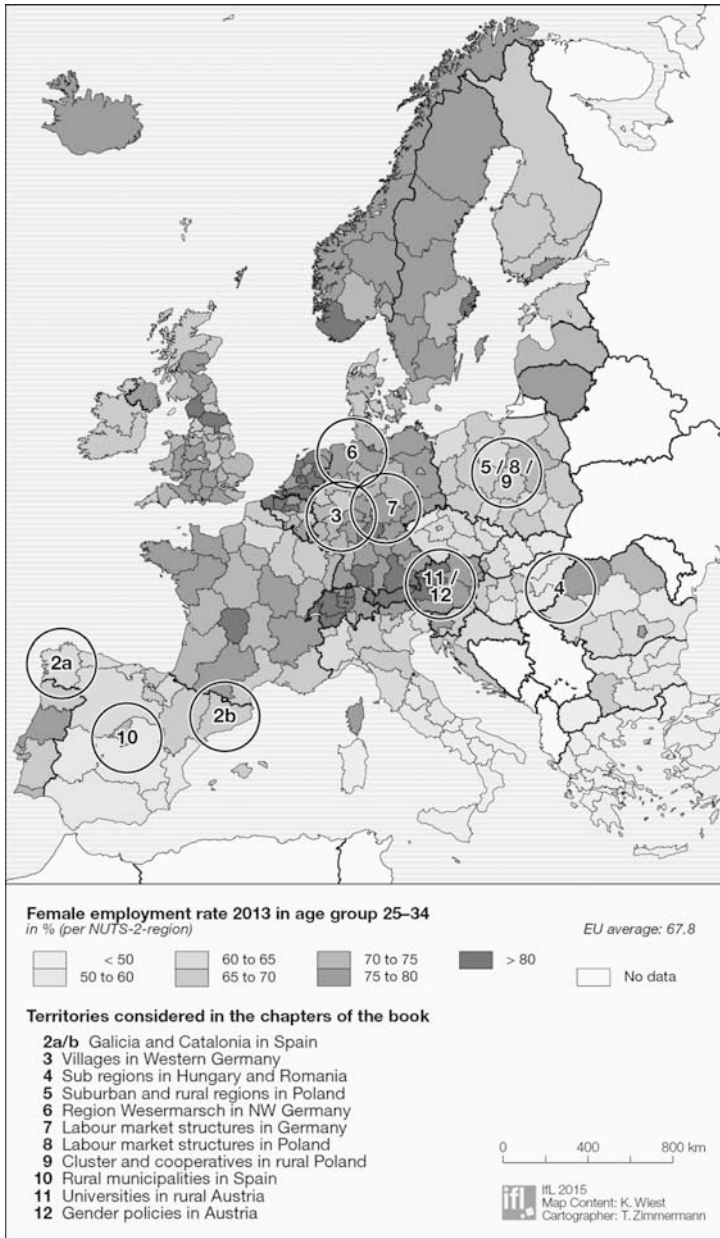 6
5 / 8 /
9
3
7
11 /
12
4
2a
2b
10
Female employment rate 2013 in age group 25–34
in % (per NUTS-2-region)
EU average: 67.8
< 50
60 to 65
70 to 75
> 80
50 to 60
65 to 70
75 to 80
No data
Territories considered in the chapters of the book
2a/b Galicia and Catalonia in Spain
3 Villages in Western Germany
4 Sub regions in Hungary and Romania
5 Suburban and rural regions in Poland
6 Region Wesermarsch in NW Germany
7 Labour market structures in Germany
8 Labour market structures in Poland
9 Cluster and cooperatives in rural Poland
10 Rural municipalities in Spain
11 Universities in rural Austria
12 Gender policies in Austria
0 400 800 km
ifl
IfL 2015
Map Content: K. Wiest
Cartographer: T. Zimmermann